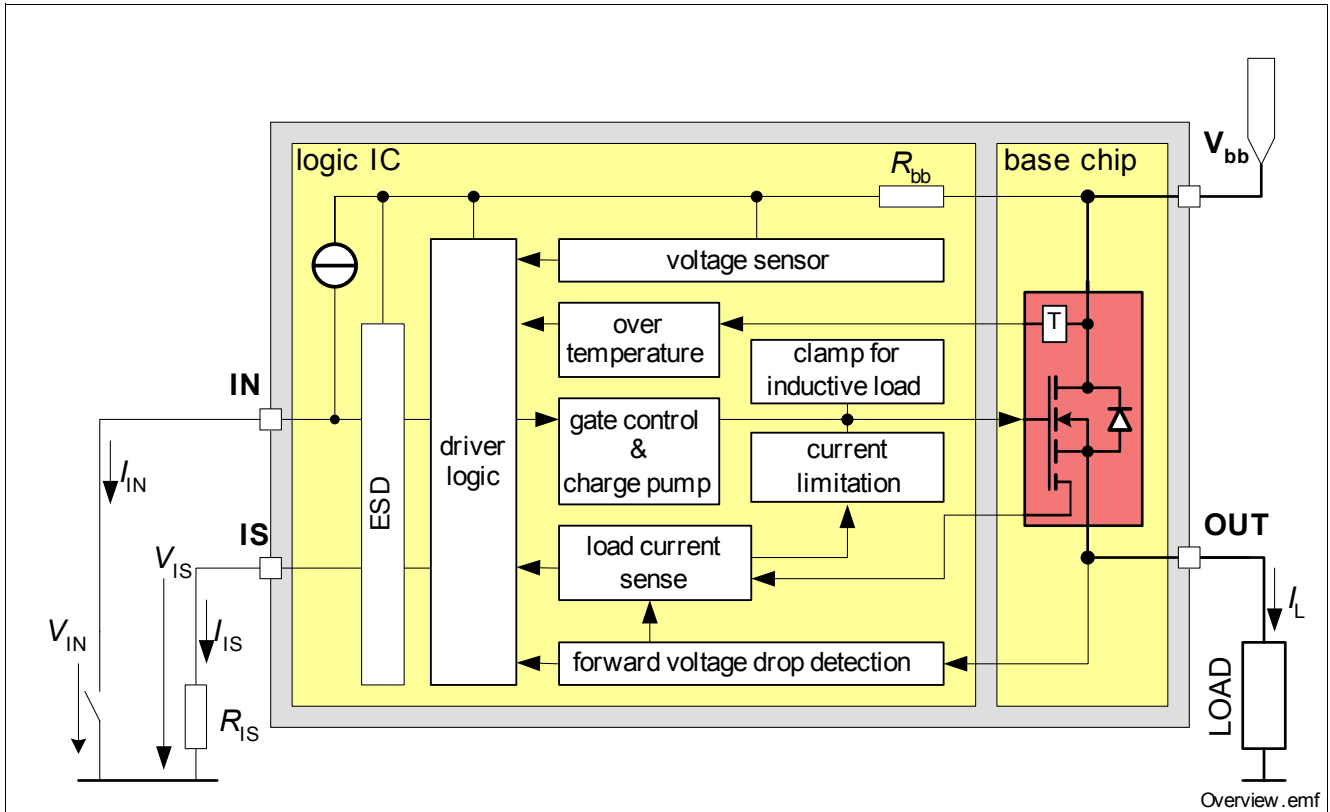 logic IC
R_bb
base chip
V_bb
voltage sensor
over
temperature
T
clamp for
inductive load
IN
gate control
&
charge pump
driver
logic
current
limitation
I_IN
ESD
IS
load current
sense
OUT
V_IS
I_L
V_IN
I_IS
forward voltage drop detection
R_IS
LOAD
Overview.emf